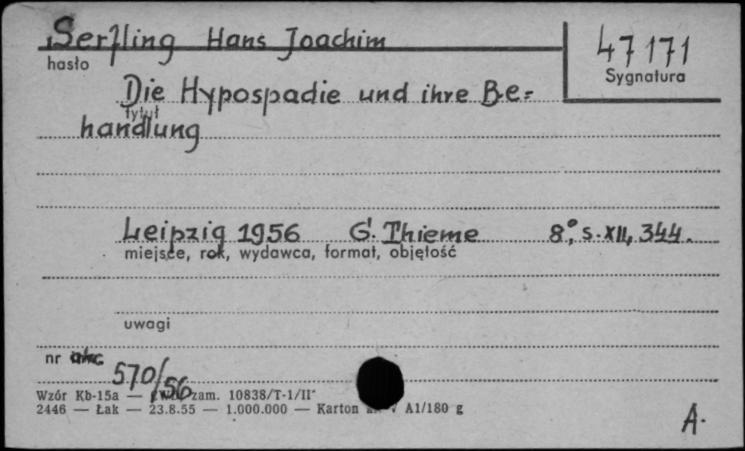 Serfling Hans Joachim
hasło
47171
Sygnatura
Die Hypospadie und ihre Be=
tytuł
handlung
Leipzig 1956 G. Thieme 8°, s. XII, 344.
miejsce, rok, wydawca, format, objętość
uwagi
nr akc
570/56
Wzór Kb-15a — zam. 10838/T-1/II
2446 — Łak — 23.8.55 — 1.000.000 — Karton V A1/180 g
A.